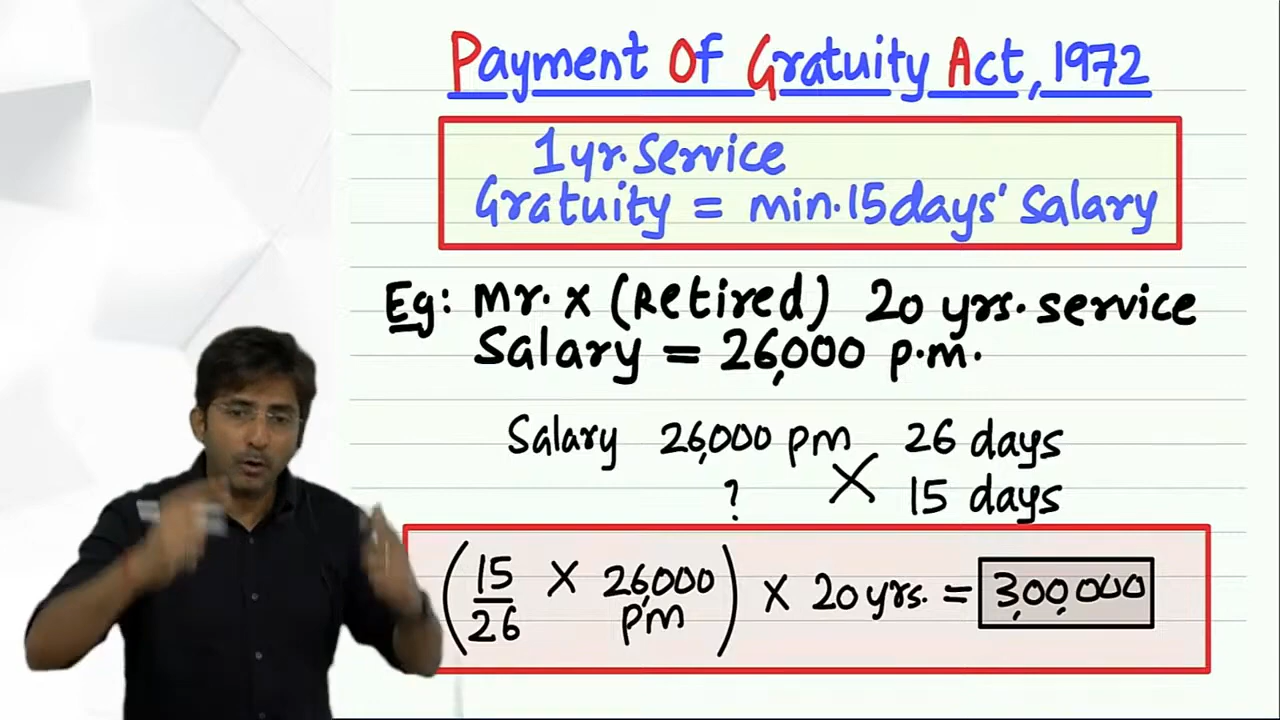 Payment Of Gratuity Act, 1972
1 yr. Service
Gratuity = min. 15 days' Salary
Eg: Mr. X (Retired) 20 yrs. service
Salary = 26,000 p.m.
Salary 26,000 pm 26 days
? X 15 days
(15/26 X 26,000 pm) X 20 yrs. = 3,00,000